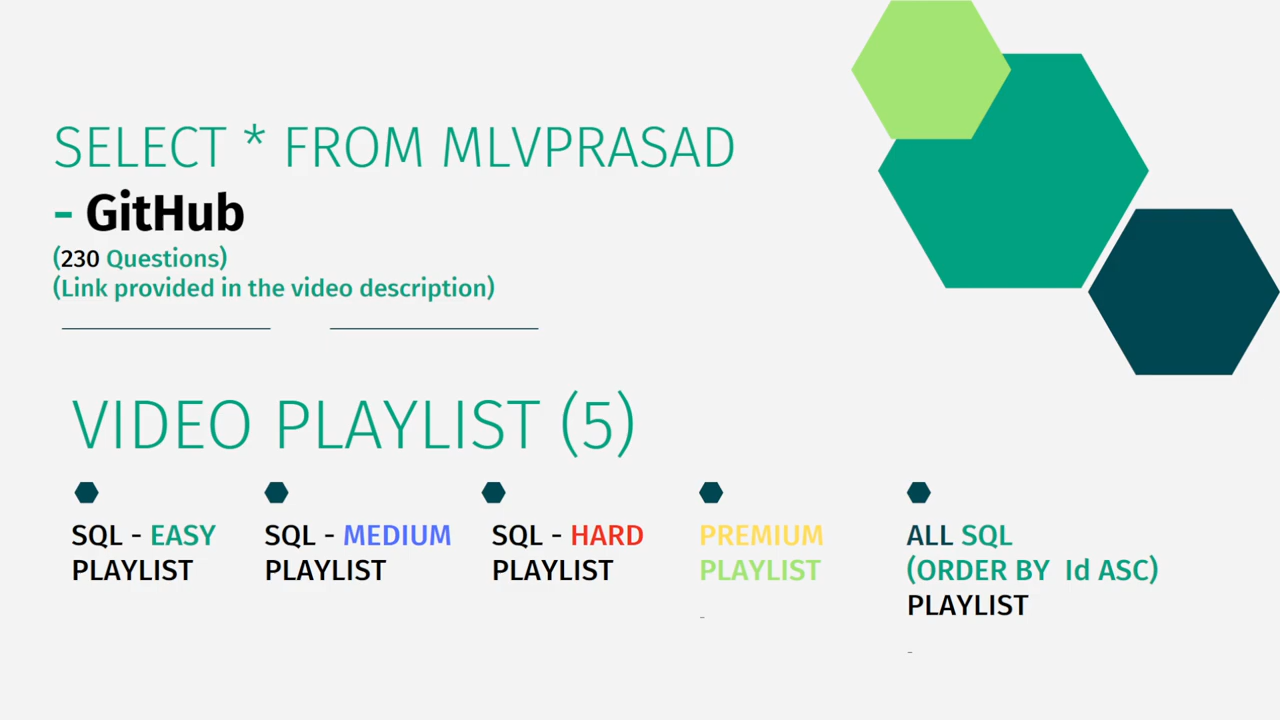 SELECT * FROM MLVPRASAD
- GitHub
(230 Questions)
(Link provided in the video description)
VIDEO PLAYLIST (5)
SQL - EASY
PLAYLIST
SQL - MEDIUM
PLAYLIST
SQL - HARD
PLAYLIST
PREMIUM
PLAYLIST
-
ALL SQL
(ORDER BY Id ASC)
PLAYLIST
-